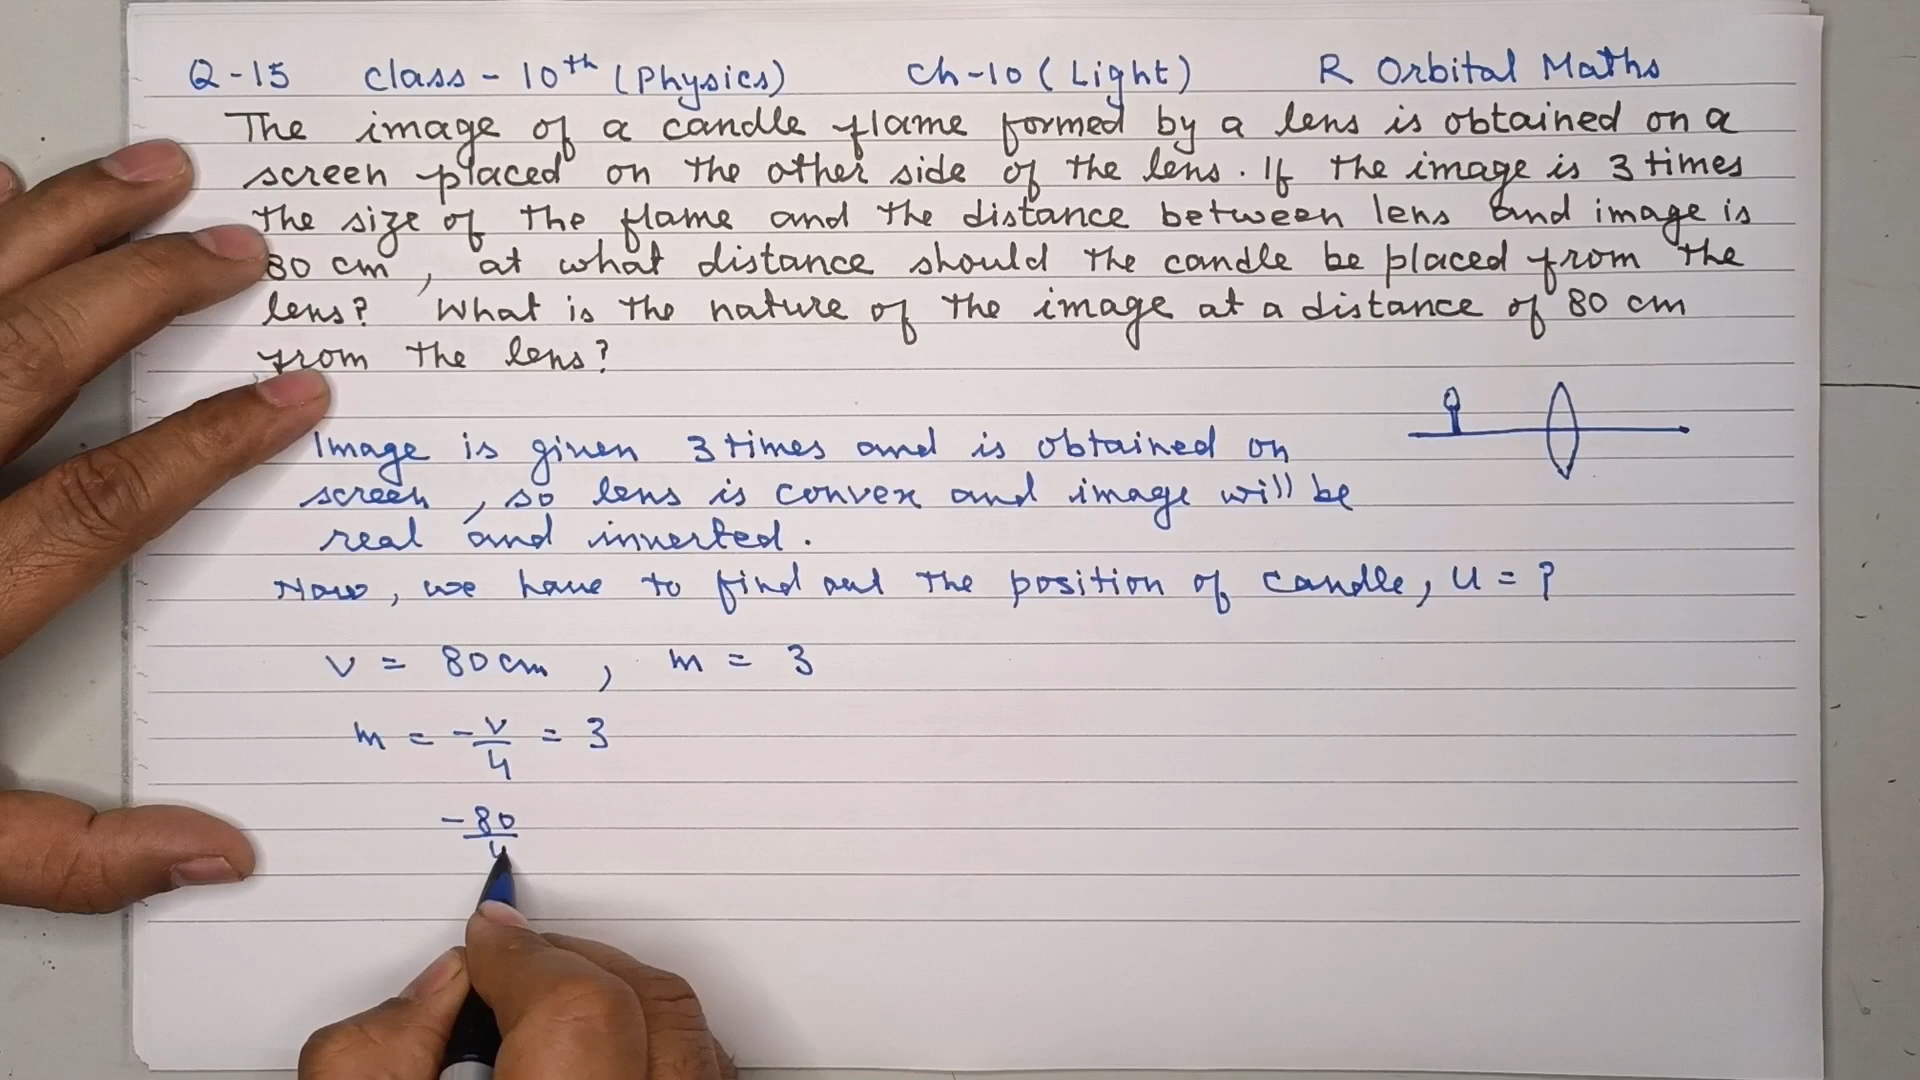 Q-15 Class - 10th (Physics) Ch-10 (Light) R Orbital Maths
The image of a candle flame formed by a lens is obtained on a
screen placed on the other side of the lens. If the image is 3 times
the size of the flame and the distance between lens and image is
80 cm, at what distance should the candle be placed from the
lens? What is the nature of the image at a distance of 80 cm
from the lens?
Image is given 3 times and is obtained on
screen, so lens is convex and image will be
real and inverted.
Now, we have to find out the position of candle, u = ?
v = 80 cm, m = 3
m = - v/u = 3
-80/u